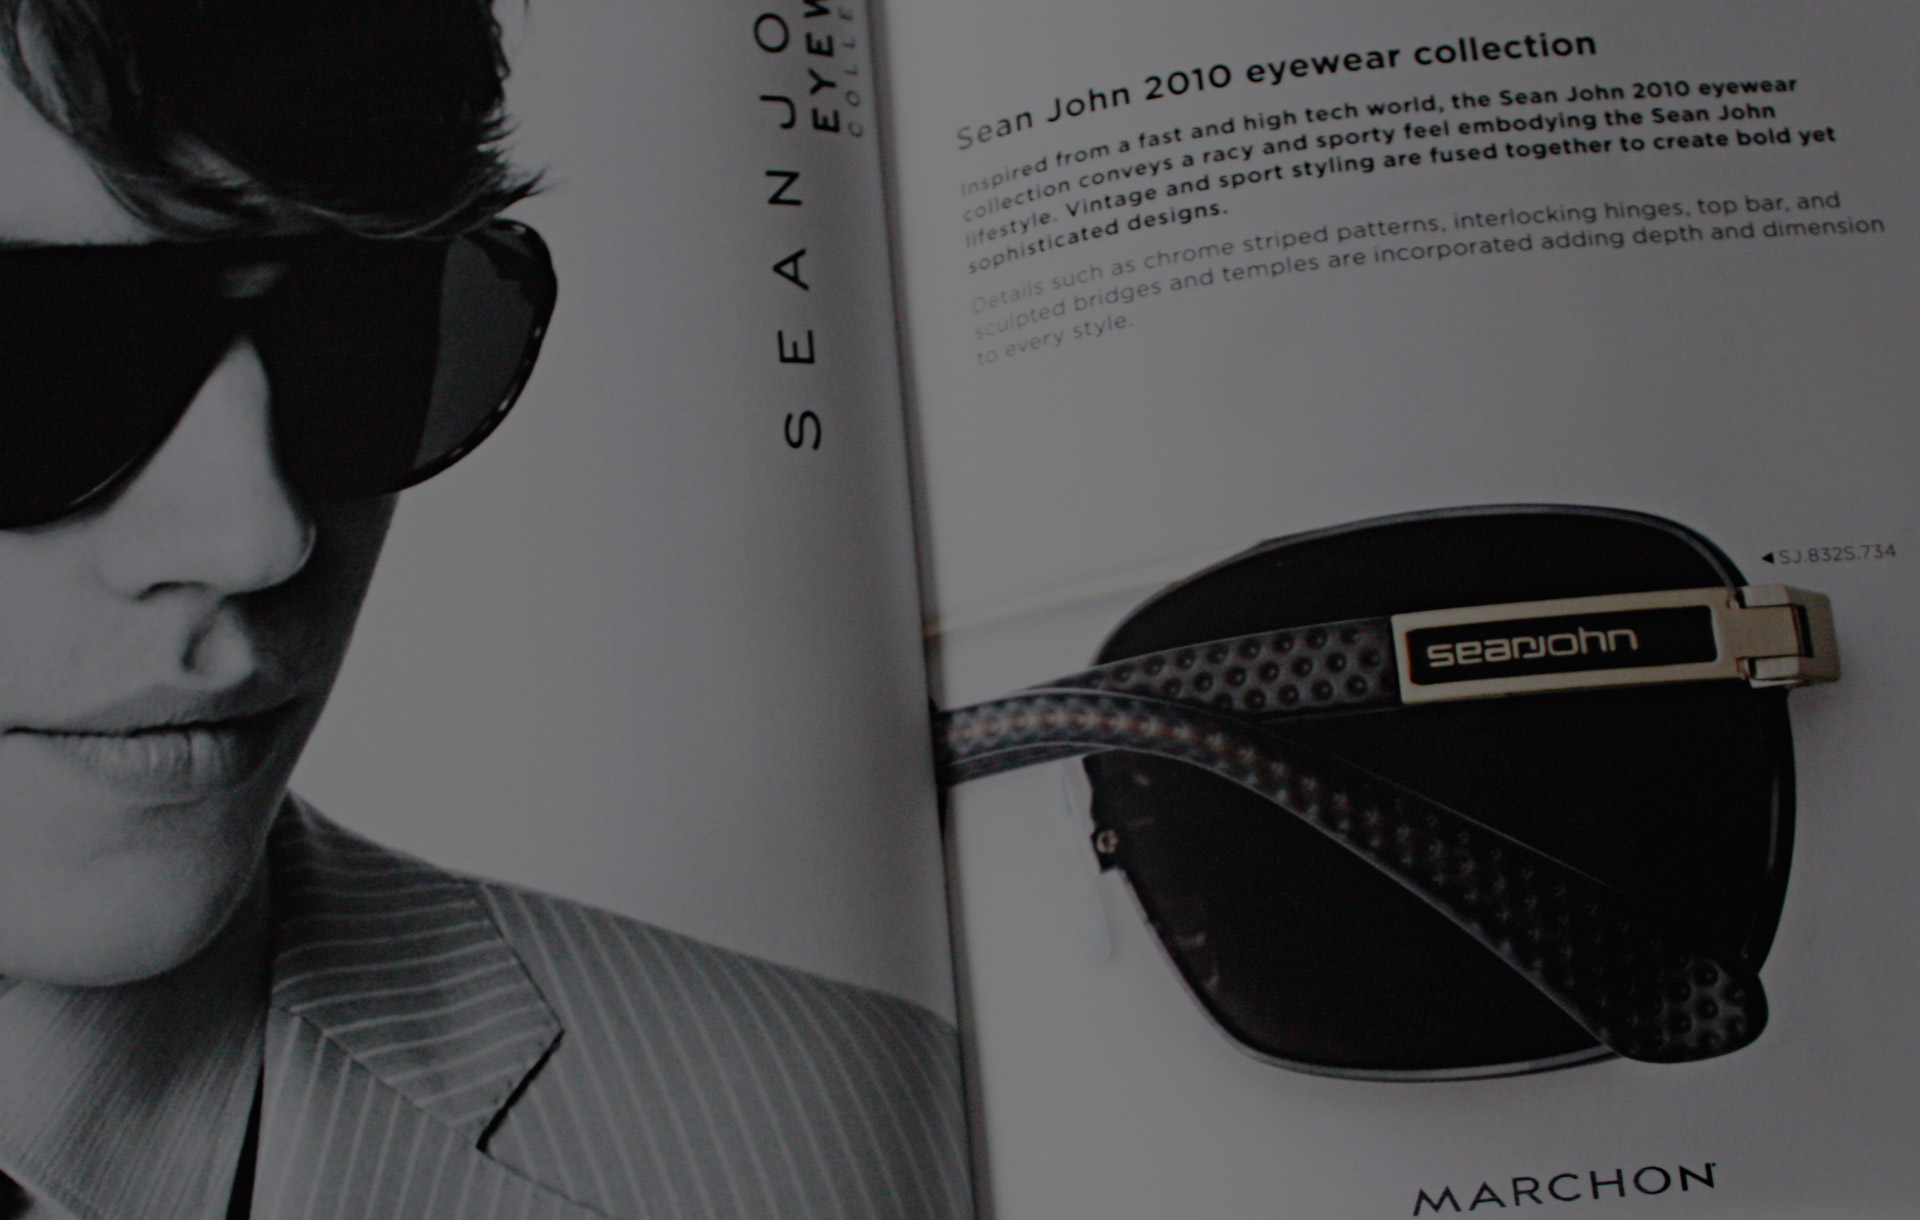 SEAN JO
EYEW
COLLE
Sean John 2010 eyewear collection
Inspired from a fast and high tech world, the Sean John 2010 eyewear
collection conveys a racy and sporty feel embodying the Sean John
lifestyle. Vintage and sport styling are fused together to create bold yet
sophisticated designs.
Details such as chrome striped patterns, interlocking hinges, top bar, and
sculpted bridges and temples are incorporated adding depth and dimension
to every style.
◄SJ.832S.734
seanjohn
MARCHON